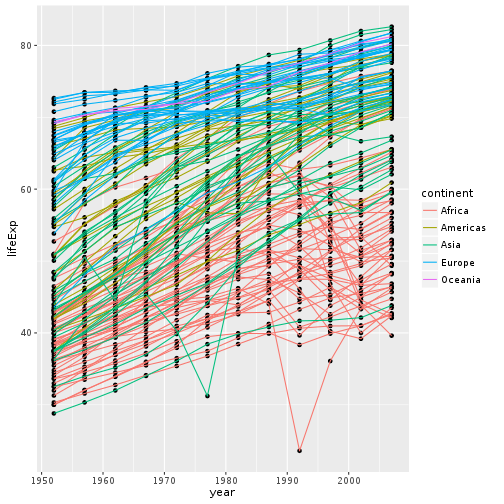 80
60
40
lifeExp
1950
1960
1970
1980
1990
2000
year
continent
Africa
Americas
Asia
Europe
Oceania